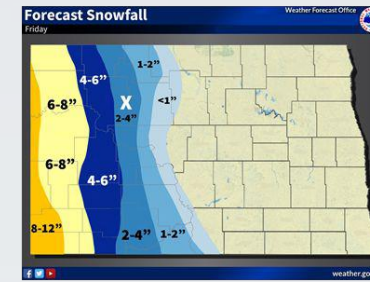 Forecast Snowfall
Weather Forecast Office
Friday
1-2”
4-6”
6-8”
X
<1”
2-4”
6-8”
4-6”
8-12”
2-4”
1-2”
weather.gov